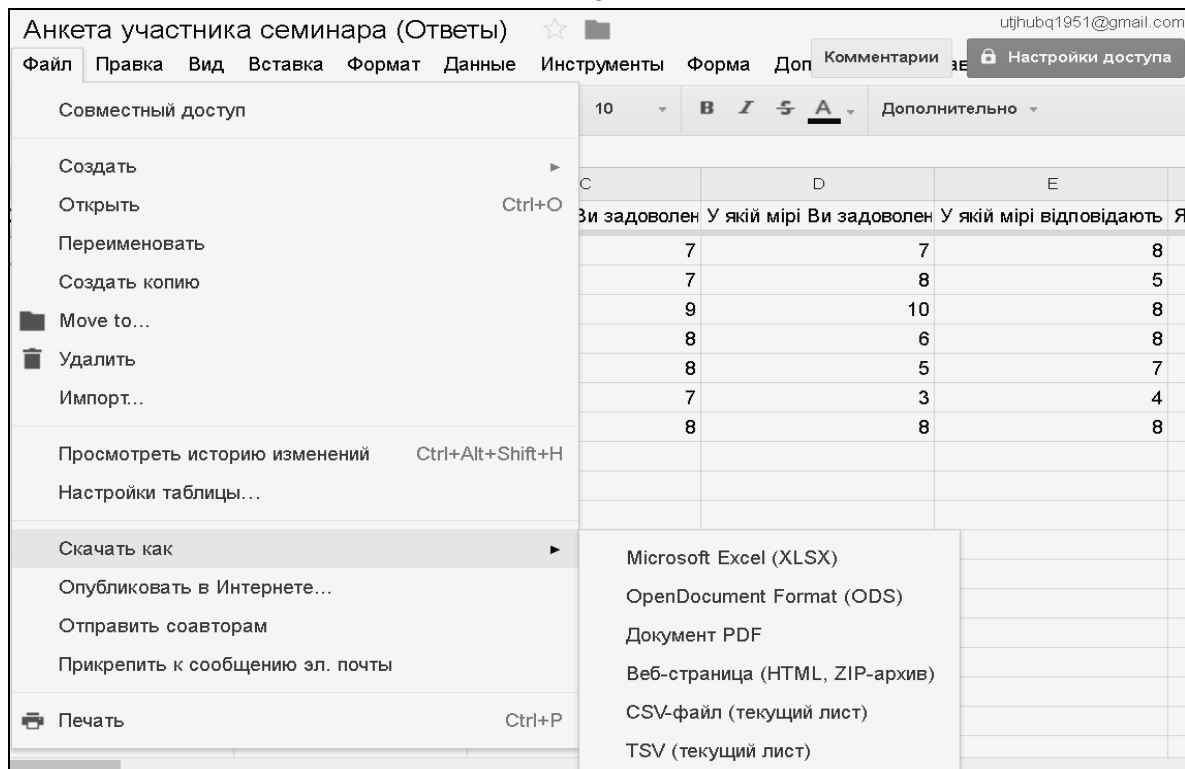 Анкета участника семинара (Ответы)
utjhubq1951@gmail.com
Файл Правка Вид Вставка Формат Данные Инструменты Форма Доп
Комментарии
Настройки доступа
Совместный доступ
10 B I S A Дополнительно
Создать
Открыть Ctrl+O
Переименовать
Создать копию
Move to...
Удалить
Импорт...
Просмотреть историю изменений Ctrl+Alt+Shift+H
Настройки таблицы...
Скачать как
Опубликовать в Интернете...
Отправить соавторам
Прикрепить к сообщению эл. почты
Печать Ctrl+P
C D E
Ви задоволен У якій мірі Ви задоволен У якій мірі відповідають Я
7 7 8
7 8 5
9 10 8
8 6 8
8 5 7
7 3 4
8 8 8
Microsoft Excel (XLSX)
OpenDocument Format (ODS)
Документ PDF
Веб-страница (HTML, ZIP-архив)
CSV-файл (текущий лист)
TSV (текущий лист)